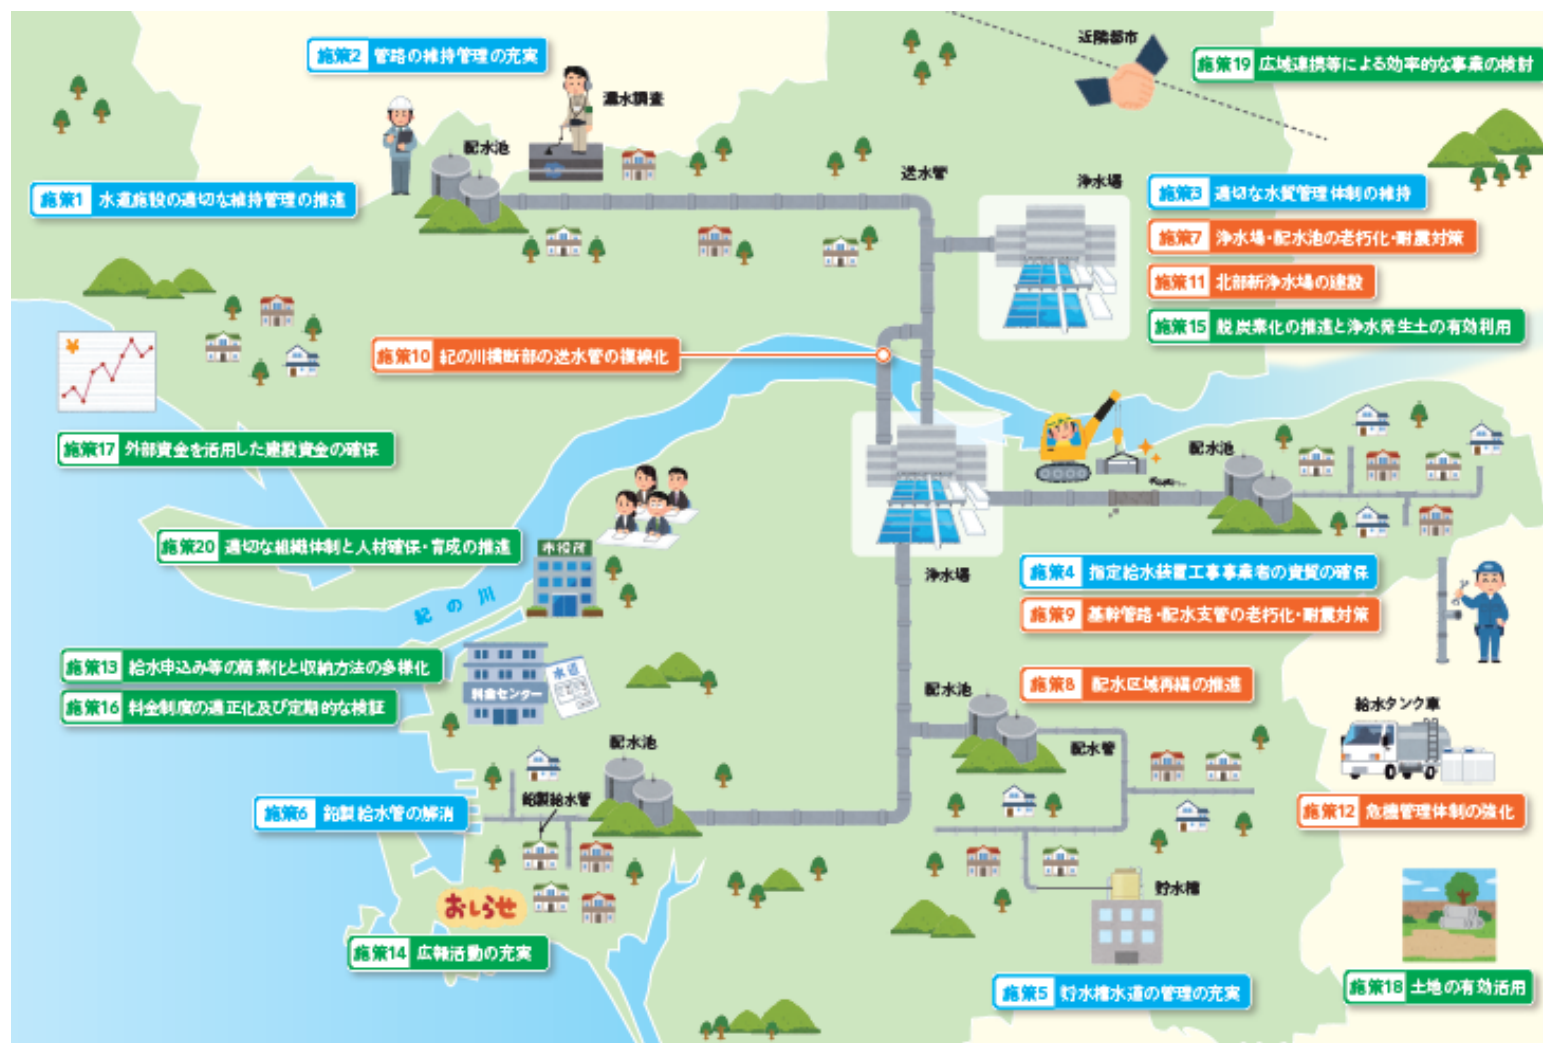 施策2 管路の維持管理の充実
近隣都市
施策19 広域連携等による効率的な事業の検討
漏水調査
配水池
送水管
浄水場
施策1 水道施設の適切な維持管理の推進
施策3 適切な水質管理体制の維持
施策7 浄水場・配水池の老朽化・耐震対策
施策11 北部新浄水場の建設
施策15 脱炭素化の推進と浄水発生土の有効利用
施策10 紀の川横断部の送水管の複線化
¥
施策17 外部資金を活用した建設資金の確保
配水池
施策20 適切な組織体制と人材確保・育成の推進
市役所
浄水場
紀の川
施策4 指定給水装置工事事業者の資質の確保
施策9 基幹管路・配水支管の老朽化・耐震対策
施策13 給水申込み等の簡素化と収納方法の多様化
施策16 料金制度の適正化及び定期的な検証
水道
料金センター
施策8 配水区域再編の推進
配水池
配水管
給水タンク車
配水池
鉛製給水管
施策6 鉛製給水管の解消
施策12 危機管理体制の強化
おしらせ
貯水槽
施策14 広報活動の充実
施策5 貯水槽水道の管理の充実
施策18 土地の有効活用